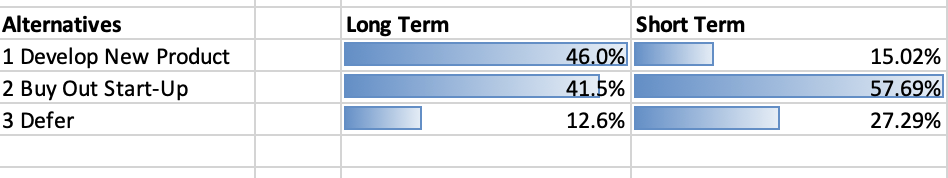 Alternatives Long Term Short Term
1 Develop New Product 46.0% 15.02%
2 Buy Out Start-Up 41.5% 57.69%
3 Defer 12.6% 27.29%